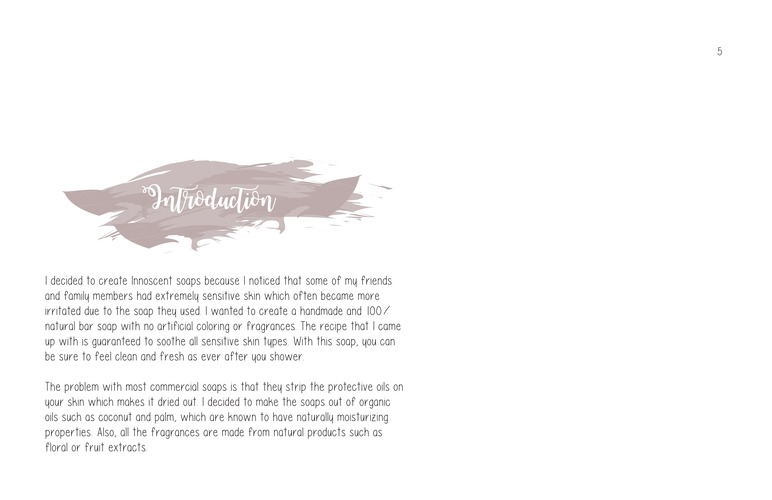 5
Introduction
I decided to create Innoscent soaps because I noticed that some of my friends
and family members had extremely sensitive skin which often became more
irritated due to the soap they used. I wanted to create a handmade and 100%
natural bar soap with no artificial coloring or fragrances. The recipe that I came
up with is guaranteed to soothe all sensitive skin types. With this soap, you can
be sure to feel clean and fresh as ever after you shower.
The problem with most commercial soaps is that they strip the protective oils on
your skin which makes it dried out. I decided to make the soaps out of organic
oils such as coconut and palm, which are known to have naturally moisturizing
properties. Also, all the fragrances are made from natural products such as
floral or fruit extracts.